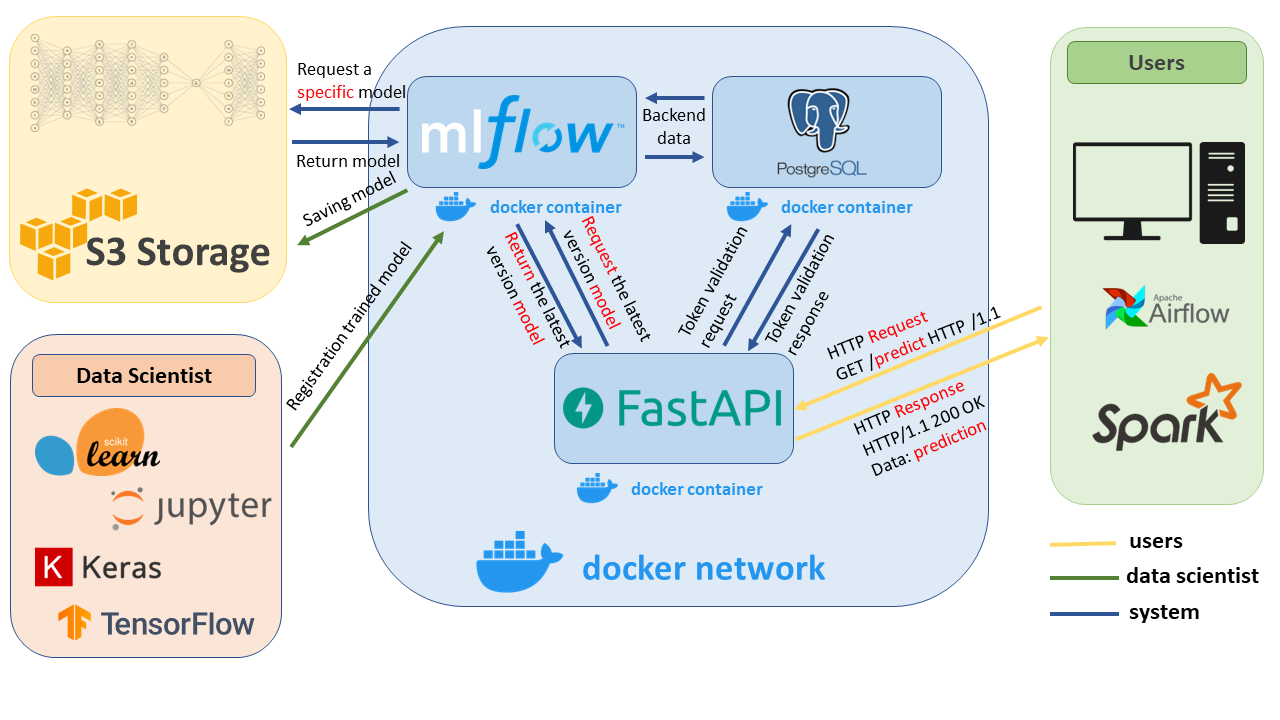 Request a
specific model
Return model
Saving model
S3 Storage
Registration trained model
Data Scientist
scikit
learn
jupyter
K Keras
TensorFlow
mlflow™
Backend
data
PostgreSQL
docker container
docker container
Return the latest
version model
Request the latest
version model
Token validation
request
Token validation
response
FastAPI
docker container
docker network
HTTP Request
GET /predict HTTP /1.1
HTTP Response
HTTP/1.1 200 OK
Data: prediction
Users
Apache
Airflow
Spark
users
data scientist
system